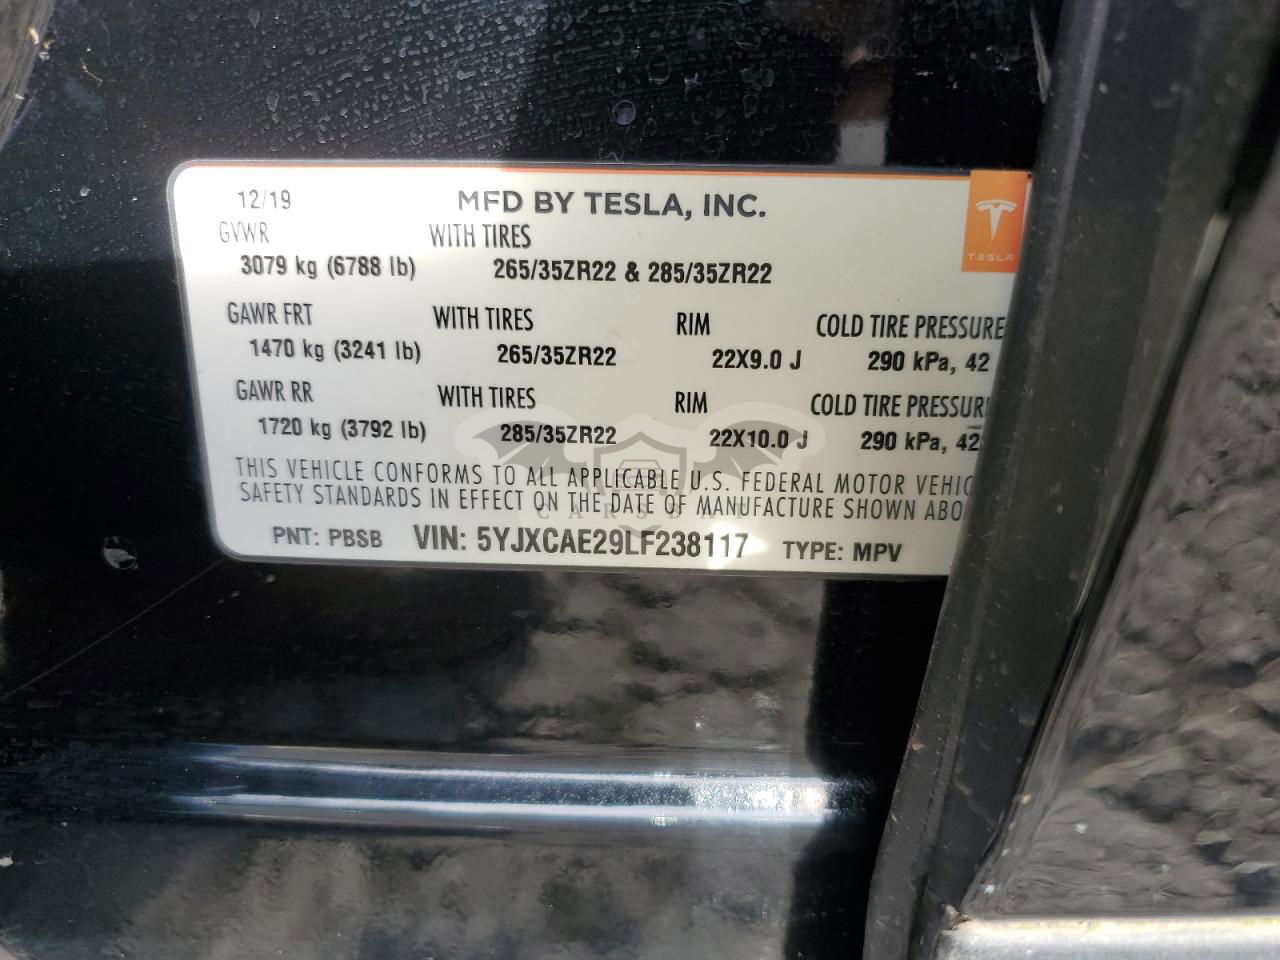 12/19 MFD BY TESLA, INC.
GVWR WITH TIRES
3079 kg (6788 lb) 265/35ZR22 & 285/35ZR22
TESLA
GAWR FRT WITH TIRES RIM COLD TIRE PRESSURE
1470 kg (3241 lb) 265/35ZR22 22X9.0 J 290 kPa, 42
GAWR RR WITH TIRES RIM COLD TIRE
1720 kg (3792 lb) 285/35ZR22 22X10.0 J 290 kPa, 42
THIS VEHICLE CONFORMS TO ALL APPLICABLE U.S. FEDERAL MOTOR
SAFETY STANDARDS IN EFFECT ON THE DATE OF MANUFACTURE SHOWN
PNT: PBSB VIN: 5YJXCAE29LF238117 TYPE: MPV